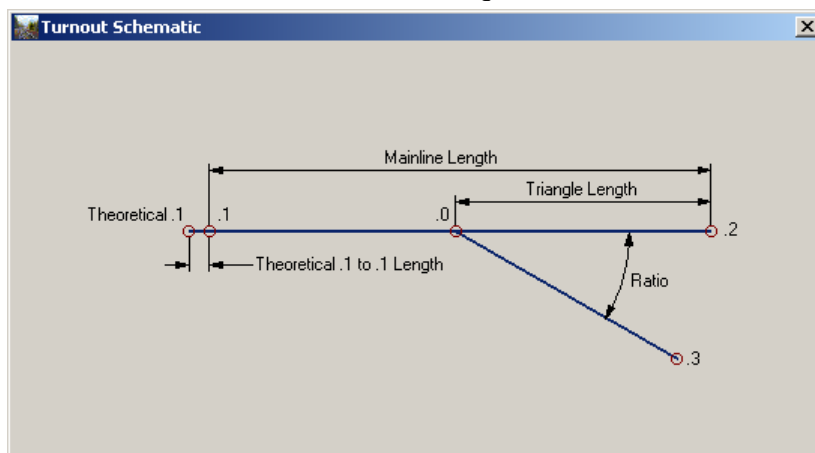 Turnout Schematic
Mainline Length
Triangle Length
Theoretical .1
.1
.0
.2
Theoretical .1 to .1 Length
Ratio
.3